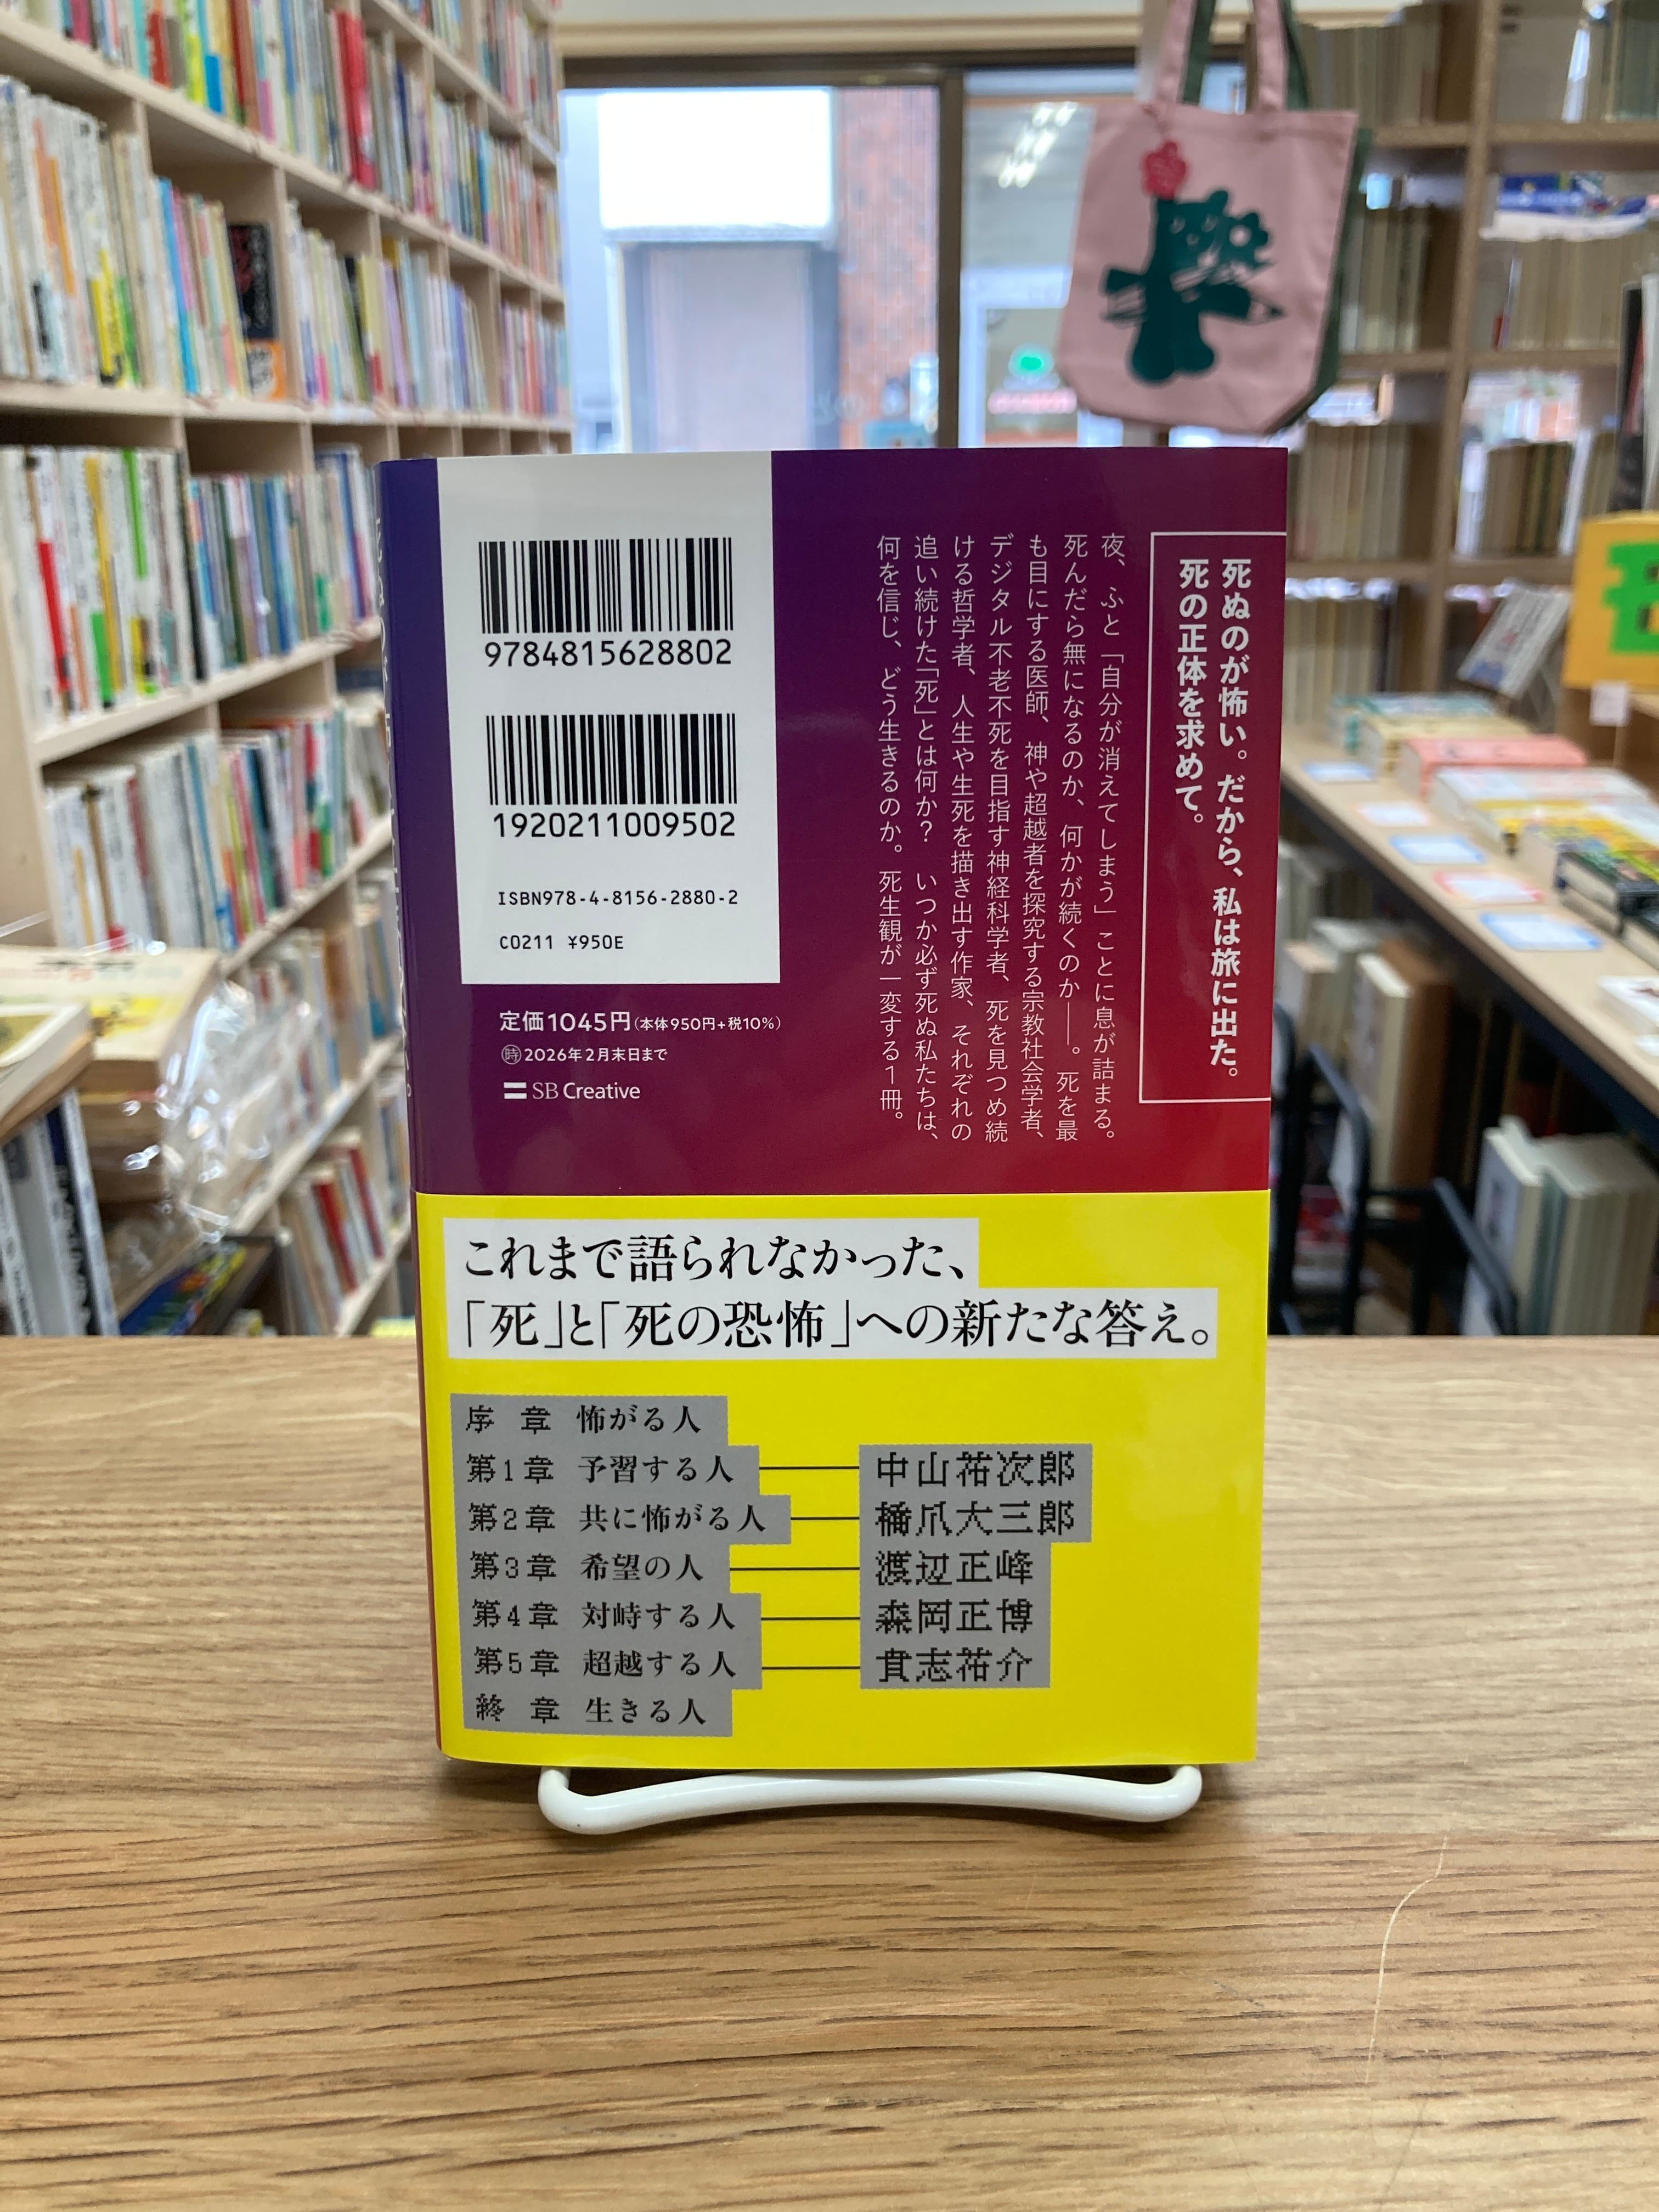 死ぬのが怖い。だから、私は旅に出た。
死の正体を求めて。
夜、ふと「自分が消えてしまう」ことに息が詰まる。
死んだら無になるのか、何かが続くのか――。死を最
も目にする医師、神や超越者を探究する宗教社会学者、
デジタル不老不死を目指す神経科学者、死を見つめ続
ける哲学者、人生や生死を描き出す作家、それぞれの
追い続けた「死」とは何か? いつか必ず死ぬ私たちは、
何を信じ、どう生きるのか。死生観が一変する1冊。
9784815628802
1920211009502
ISBN978-4-8156-2880-2
C0211 ¥950E
定価1045円(本体950円+税10%)
時2026年2月末日まで
SB Creative
これまで語られなかった、
「死」と「死の恐怖」への新たな答え。
序 章 怖がる人
第1章 予習する人 中山祐次郎
第2章 共に怖がる人 橋爪大三郎
第3章 希望の人 渡辺正峰
第4章 対峙する人 森岡正博
第5章 超越する人 貴志祐介
終 章 生きる人